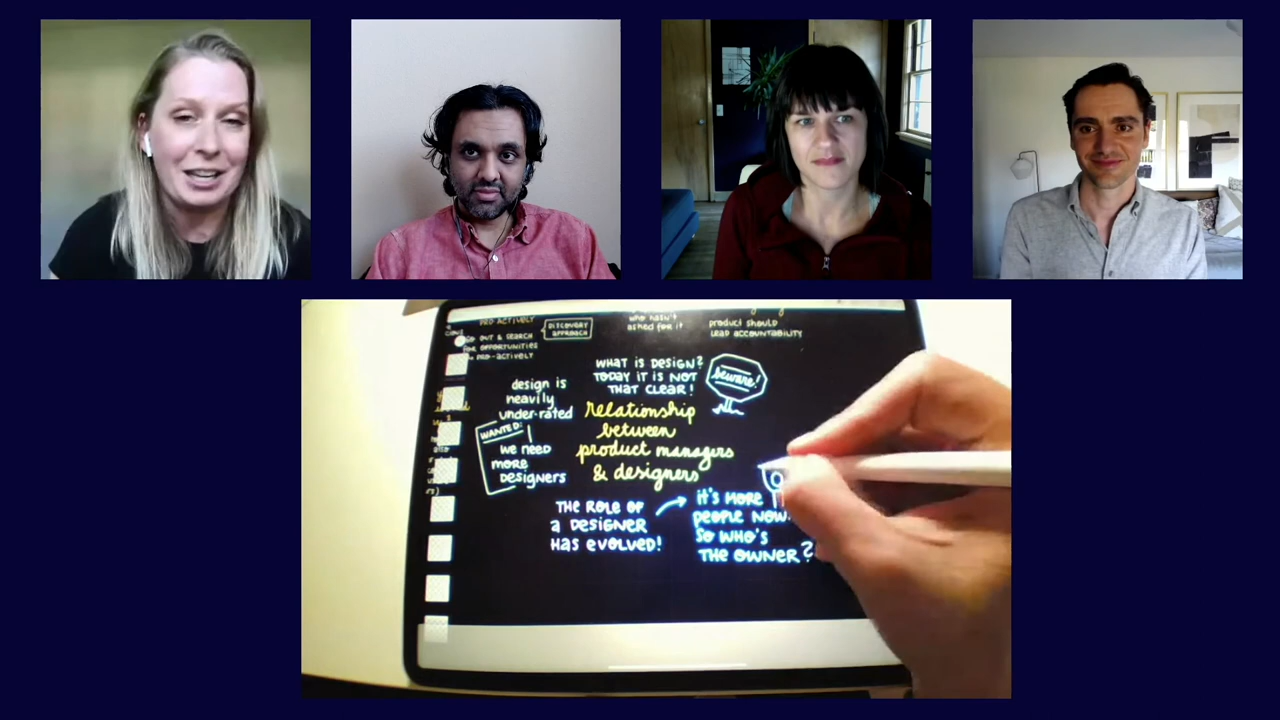 PRO ACTIVELY
GO OUT & SEARCH
FOR OPPORTUNITIES
PRO-ACTIVELY
DISCOVERY
APPROACH
who hasn't
asked for it
product should
LEAD ACCOUNTABILITY
WHAT IS DESIGN?
TODAY IT IS NOT
THAT CLEAR!
beware!
design is
heavily
under-rated
WANTED:
we need
more
DESIGNERS
relationship
between
product managers
& designers
THE ROLE OF
a DESIGNER
HAS EVOLVED!
it's more
people now.
so who's
THE OWNER?